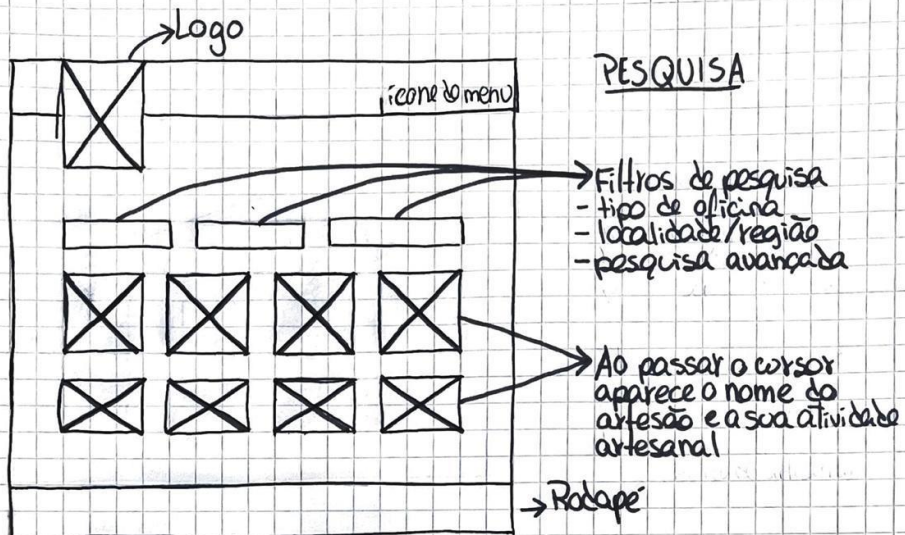 Logo
ícone do menu
PESQUISA
Filtros de pesquisa
- tipo de oficina
- localidade/região
- pesquisa avançada
Ao passar o cursor
aparece o nome do
artesão e a sua atividade
artesanal
Rodapé